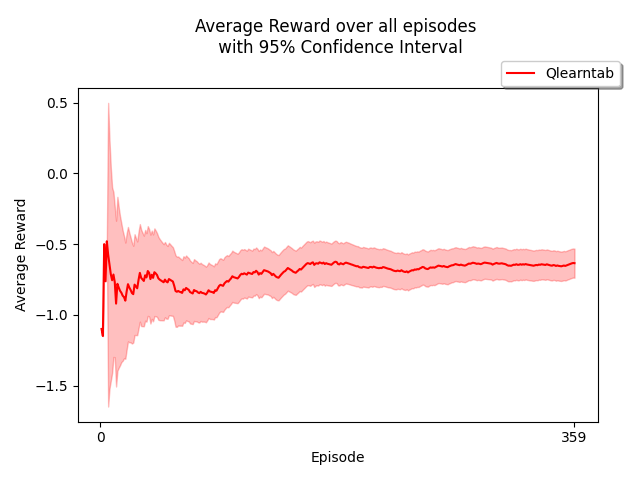 Average Reward over all episodes
with 95% Confidence Interval
Qlearntab
0.5
0.0
−0.5
−1.0
−1.5
Average Reward
0 359
Episode